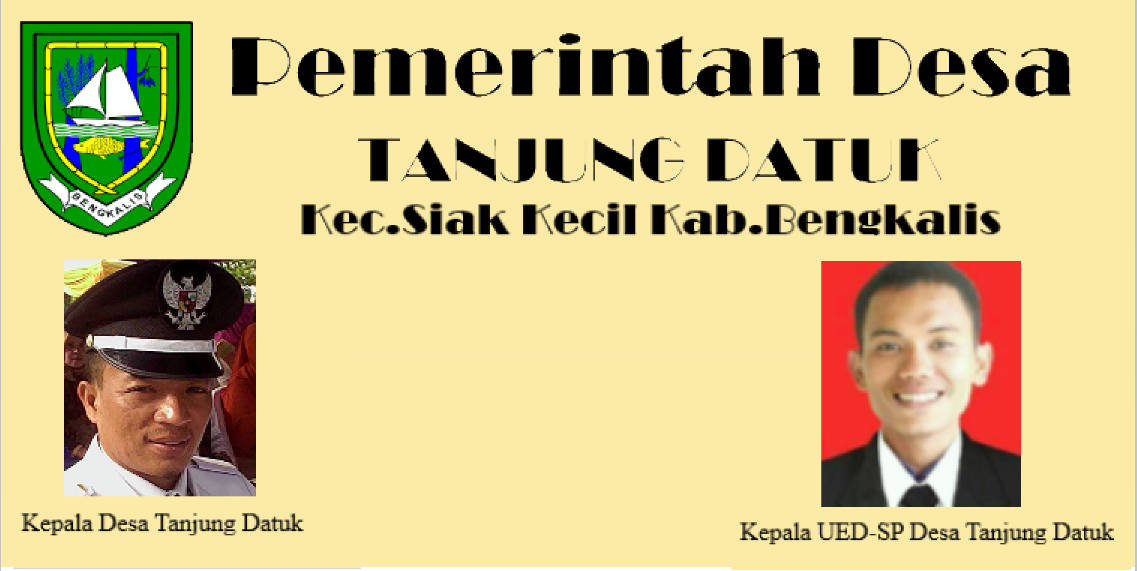 Pemerintah Desa
TANJUNG DATUK
Kec.Siak Kecil Kab.Bengkalis
BENGKALIS
Kepala Desa Tanjung Datuk
Kepala UED-SP Desa Tanjung Datuk